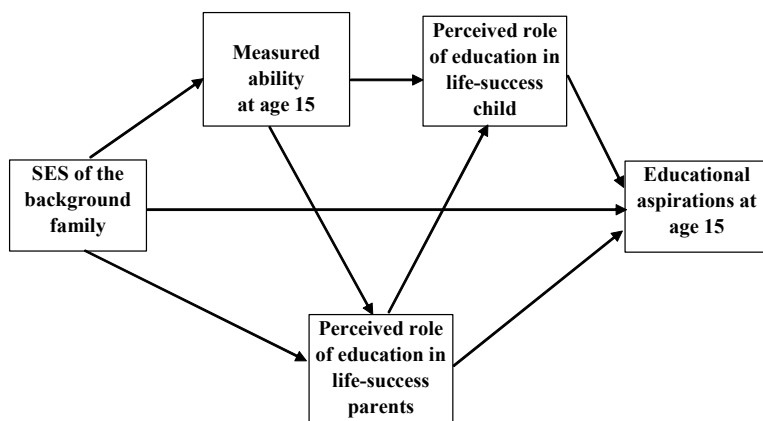 Measured
ability
at age 15
Perceived role
of education in
life-success
child
SES of the
background
family
Educational
aspirations at
age 15
Perceived role
of education in
life-success
parents